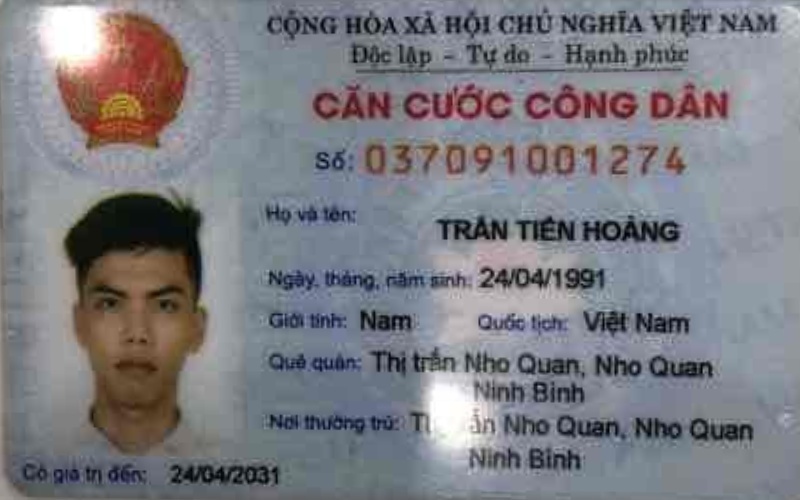 CỘNG HÒA XÃ HỘI CHỦ NGHĨA VIỆT NAM
Độc lập - Tự do - Hạnh phúc
CĂN CƯỚC CÔNG DÂN
Số: 037091001274
Họ và tên:
TRẦN TIẾN HOÀNG
Ngày, tháng, năm sinh: 24/04/1991
Giới tính: Nam Quốc tịch: Việt Nam
Quê quán: Thị trấn Nho Quan, Nho Quan
Ninh Bình
Nơi thường trú: Nho Quan, Nho Quan
Ninh Bình
Có giá trị đến: 24/04/2031